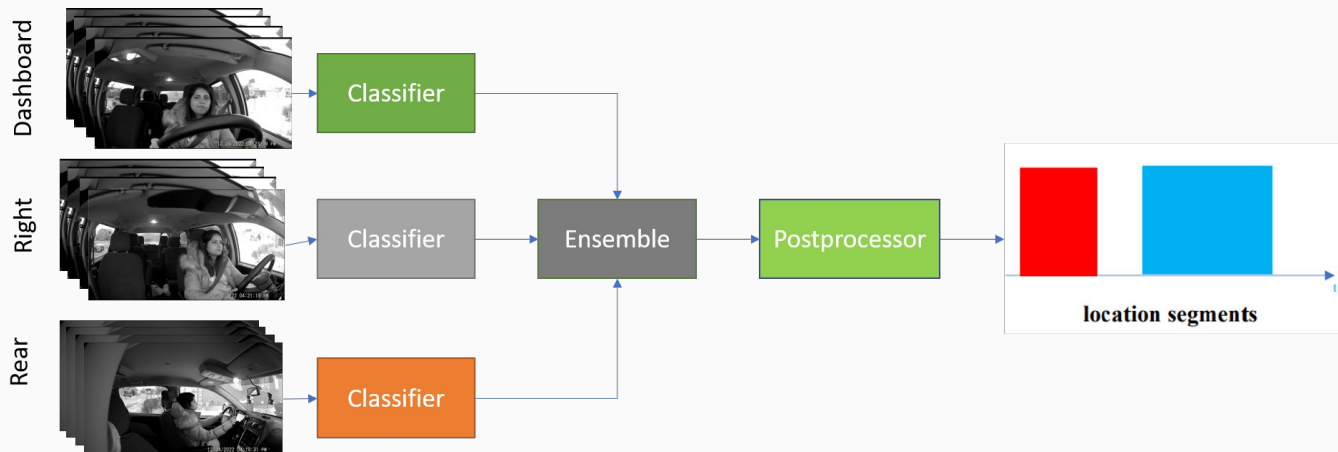 Dashboard
Classifier
Right
Classifier
Ensemble
Postprocessor
t
location segments
Rear
Classifier